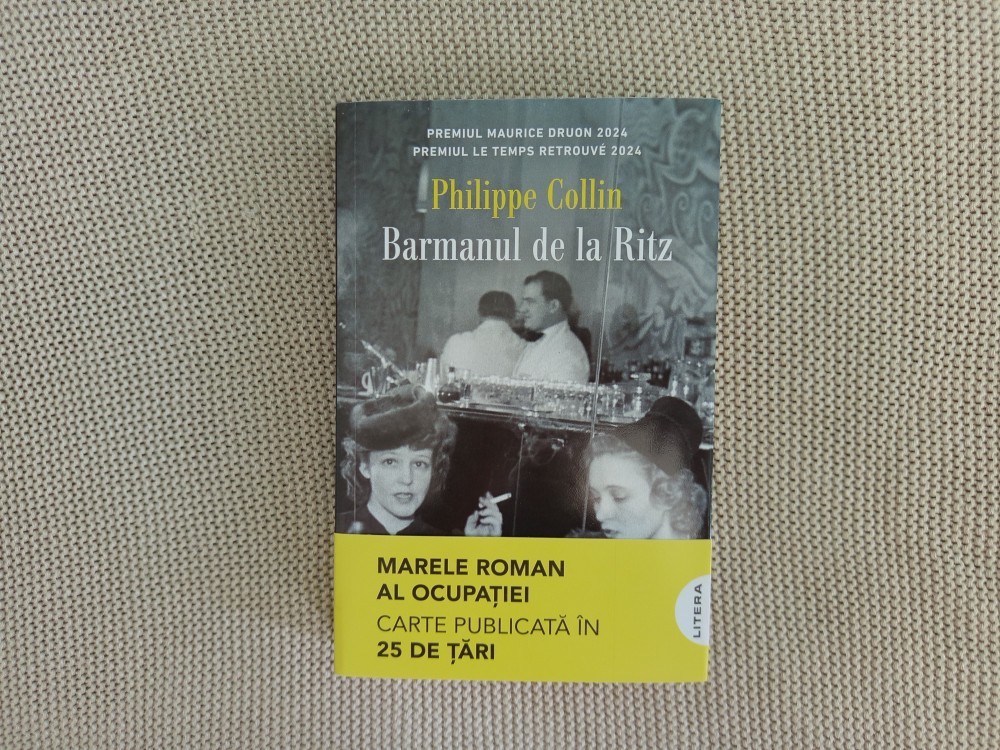 PREMIUL MAURICE DRUON 2024
PREMIUL LE TEMPS RETROUVÉ 2024
Philippe Collin
Barmanul de la Ritz
MARELE ROMAN
AL OCUPAȚIEI
CARTE PUBLICATĂ ÎN
25 DE ȚĂRI
LITERA